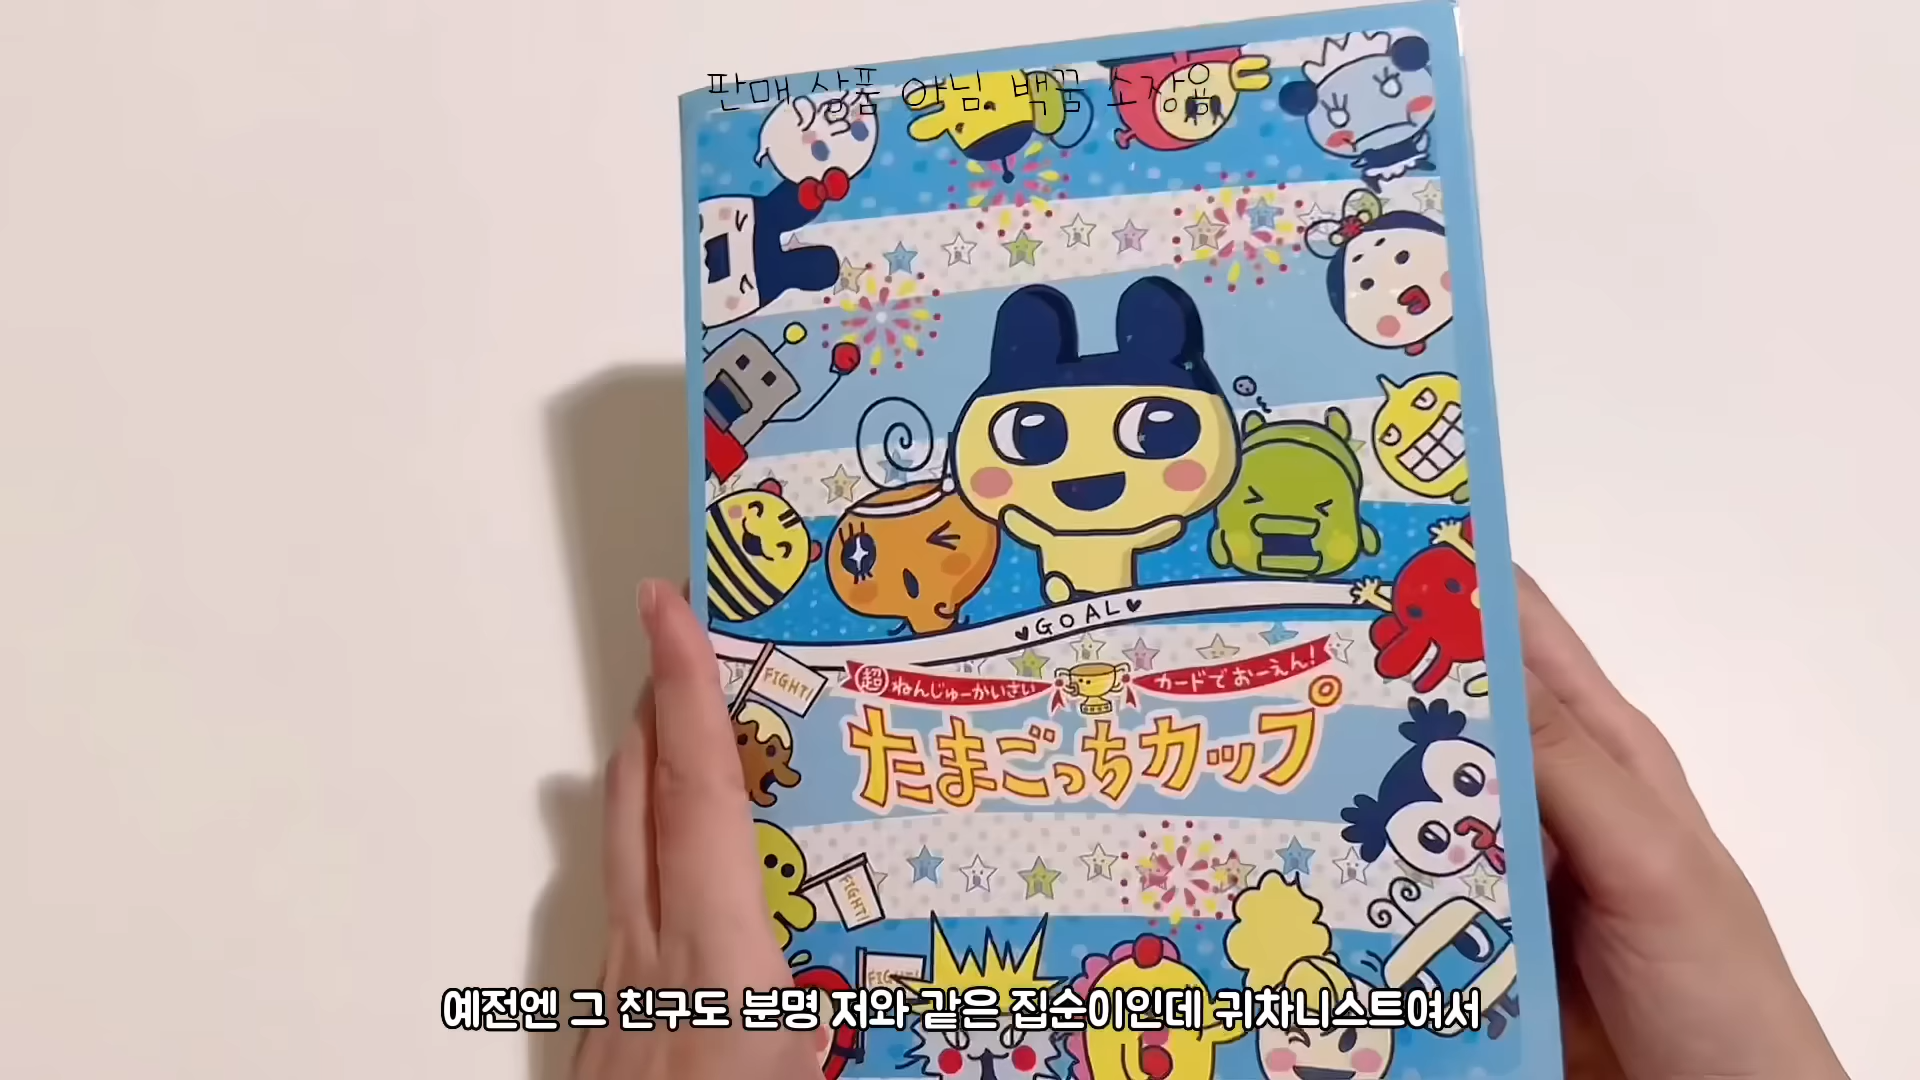 판매 상품 아님 백꿈 소장용
♥GOAL♥
FIGHT!
超 ねんじゅーかいさい カードでおーえん!
たまごっちカップ
FIGHT!
FIGHT!
예전엔 그 친구도 분명 저와 같은 집순이인데 귀차니스트여서